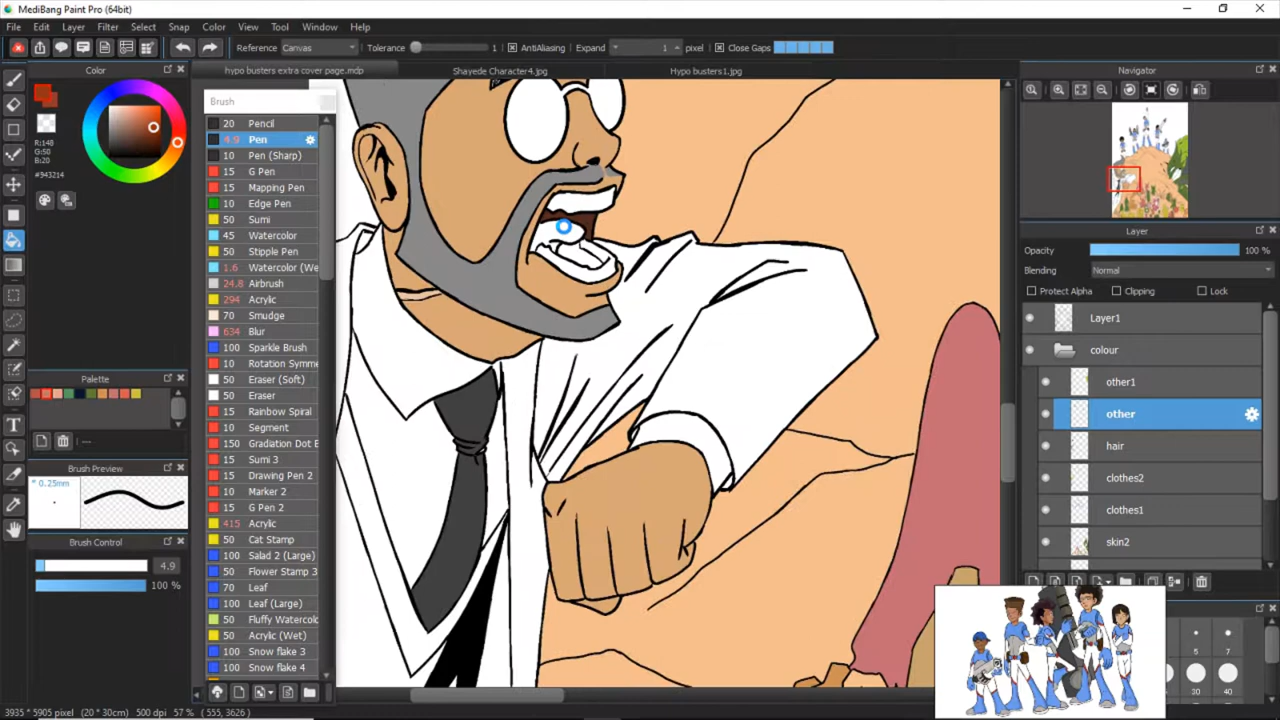 MediBang Paint Pro (64bit)
File Edit Layer Filter Select Snap Color View Tool Window Help
Reference Canvas Tolerance 1 AntiAliasing Expand 1 pixel Close Gaps
Color
hypo busters extra cover page.mdp Shayede Character4.jpg Hypo busters1.jpg
Navigator
R:148
G:50
B:20
#943214
Brush
20 Pencil
4.9 Pen
10 Pen (Sharp)
15 G Pen
15 Mapping Pen
10 Edge Pen
50 Sumi
45 Watercolor
50 Stipple Pen
1.6 Watercolor (We
24.8 Airbrush
294 Acrylic
70 Smudge
634 Blur
100 Sparkle Brush
10 Rotation Symme
50 Eraser (Soft)
50 Eraser
15 Rainbow Spiral
10 Segment
150 Gradation Dot B
15 Sumi 3
15 Drawing Pen 2
10 Marker 2
15 G Pen 2
415 Acrylic
50 Cat Stamp
100 Salad 2 (Large)
50 Flower Stamp 3
70 Leaf
100 Leaf (Large)
50 Fluffy Watercolo
50 Acrylic (Wet)
100 Snow flake 3
100 Snow flake 4
Palette
---
Brush Preview
* 0.25mm
Brush Control
4.9
100 %
Layer
Opacity 100 %
Blending Normal
Protect Alpha Clipping Lock
Layer1
colour
other1
other
hair
clothes2
clothes1
skin2
5 7
30 40
3935 * 5905 pixel (20 * 30cm) 500 dpi 57 % ( 555, 3626 )